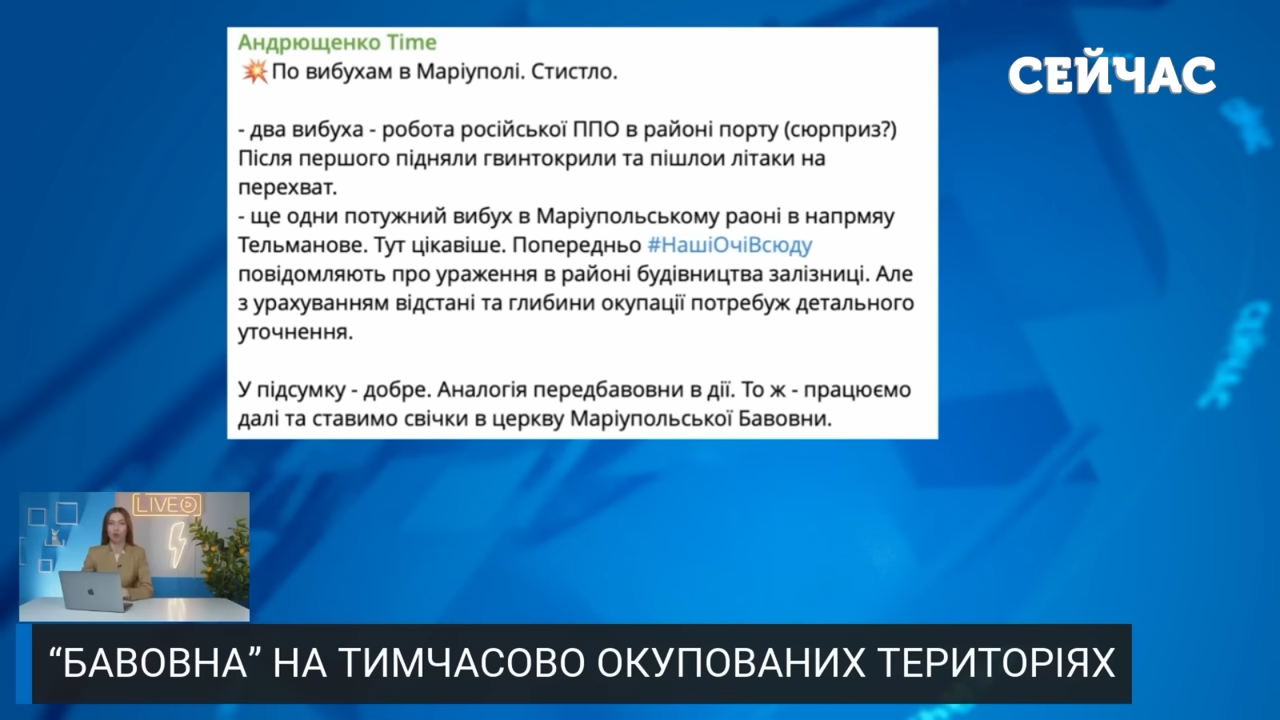 Андрющенко Time
💥По вибухам в Маріуполі. Стисло.
- два вибуха - робота російської ППО в районі порту (сюрприз?)
Після першого підняли гвинтокрили та пішлои літаки на
перехват.
- ще одни потужний вибух в Маріупольському раоні в напрмяу
Тельманове. Тут цікавіше. Попередньо #НашіОчіВсюду
повідомляють про ураження в районі будівництва залізниці. Але
з урахуванням відстані та глибини окупації потребуж детального
уточнення.
У підсумку - добре. Аналогія передбавовни в дії. То ж - працюємо
далі та ставимо свічки в церкву Маріупольської Бавовни.
СЕЙЧАС
LIVE
“БАВОВНА” НА ТИМЧАСОВО ОКУПОВАНИХ ТЕРИТОРІЯХ